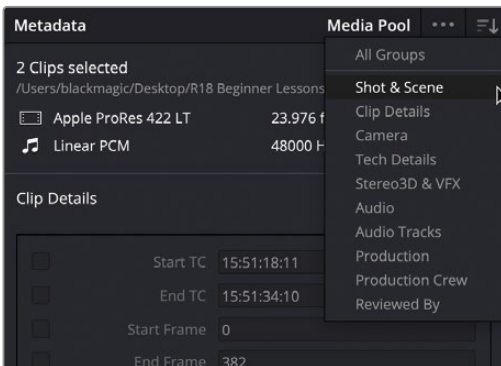 Metadata
Media Pool
2 Clips selected
/Users/blackmagic/Desktop/R18 Beginner Lessons
Apple ProRes 422 LT
23.976 f
Linear PCM
48000 H
Clip Details
Start TC 15:51:18:11
End TC 15:51:34:10
Start Frame 0
End Frame 382
All Groups
Shot & Scene
Clip Details
Camera
Tech Details
Stereo3D & VFX
Audio
Audio Tracks
Production
Production Crew
Reviewed By